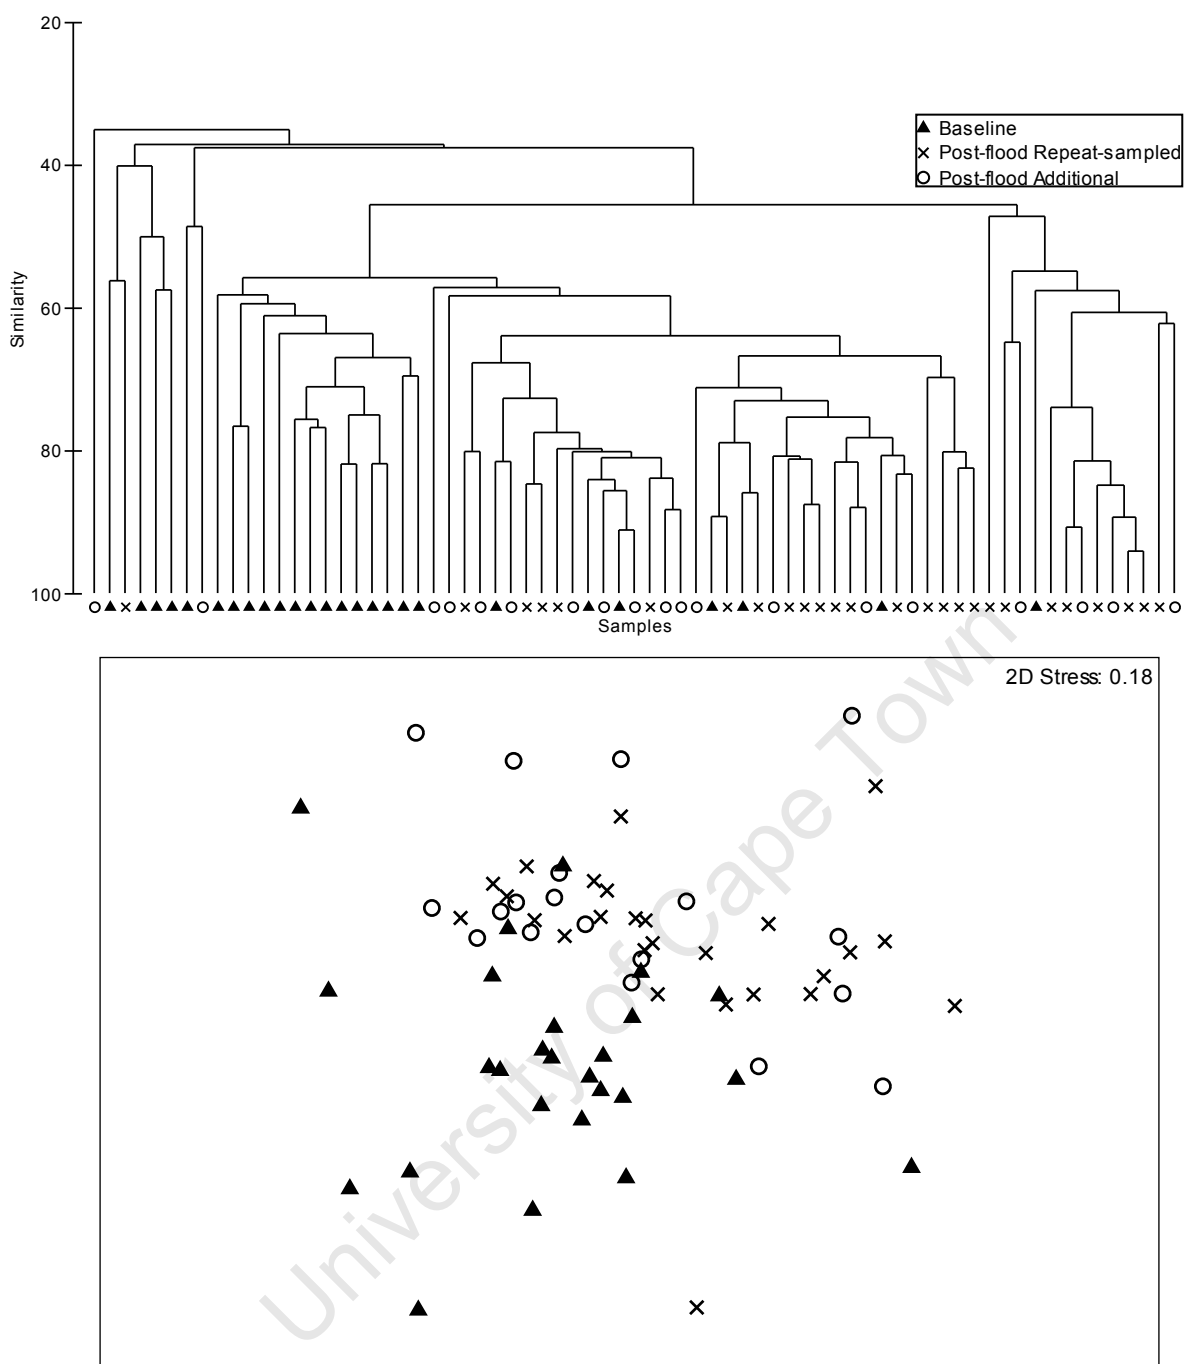 20
40
60
80
100
Similarity
Baseline
Post-flood Repeat-sampled
Post-flood Additional
Samples
2D Stress: 0.18
University of Cape Town